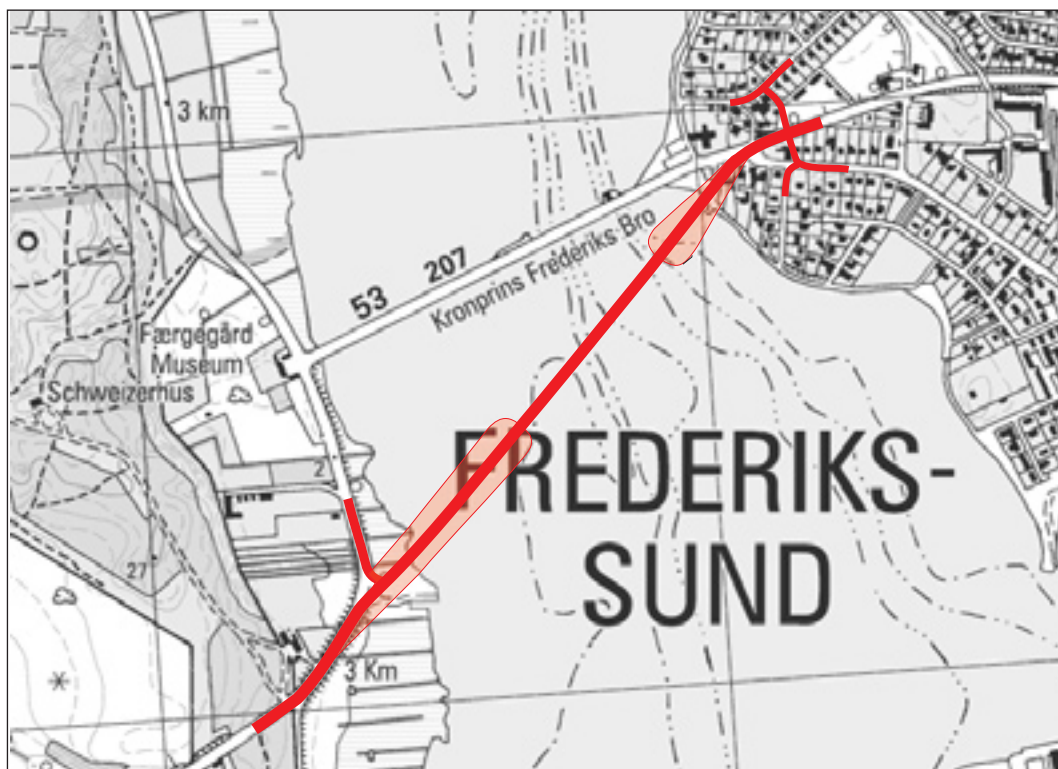 3 km
53 207
Kronprins Frederiks Bro
Færgegård
Museum
Schweizerhus
2
FREDERIKS-
SUND
27
3 Km